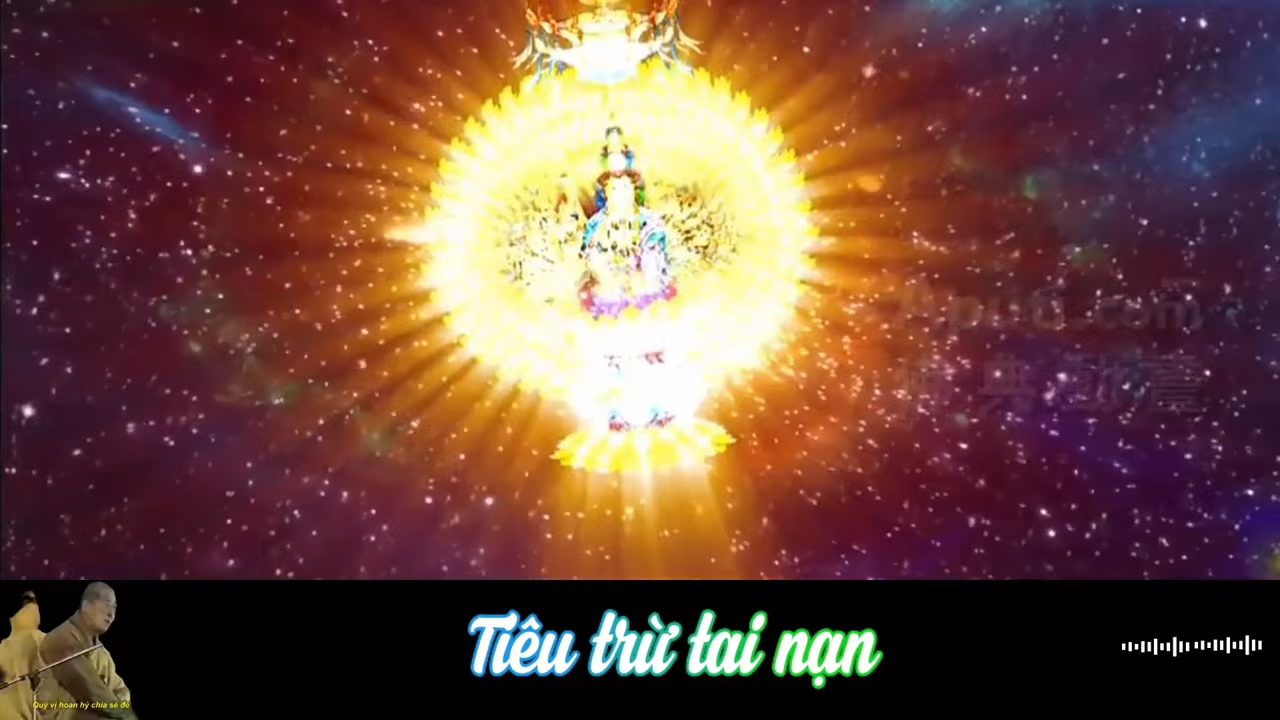 Tiêu trừ tai nạn
Quý vị hoan hỷ chia sẻ để